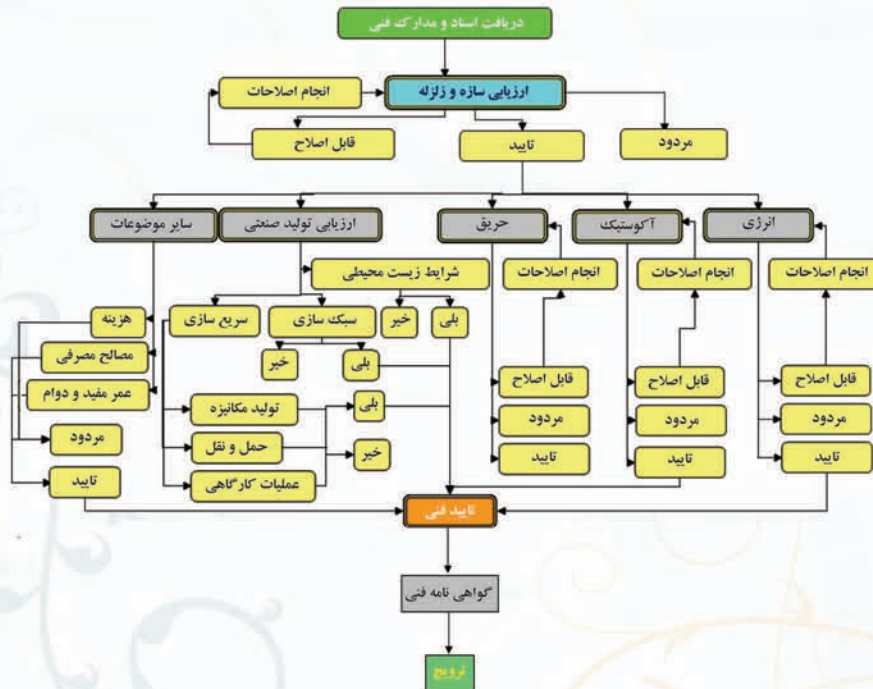 دریافت اسناد و مدارک فنی
ارزیابی سازه و زلزله
انجام اصلاحات
مردود
تایید
قابل اصلاح
انرژی
آکوستیک
حریق
ارزیابی تولید صنعتی
سایر موضوعات
انجام اصلاحات
انجام اصلاحات
انجام اصلاحات
شرایط زیست محیطی
بلی
خیر
سبک سازی
سریع سازی
هزینه
بلی
خیر
مصالح مصرفی
قابل اصلاح
قابل اصلاح
قابل اصلاح
عمر مفید و دوام
بلی
تولید مکانیزه
مردود
مردود
مردود
مردود
خیر
حمل و نقل
تایید
تایید
تایید
عملیات کارگاهی
تایید
تایید فنی
گواهی نامه فنی
ترویج